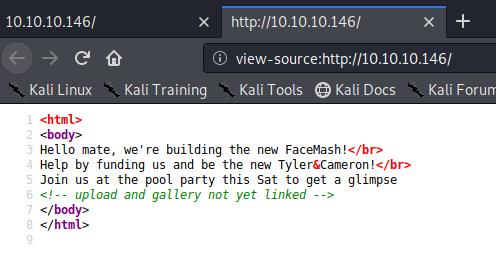 10.10.10.146/
http://10.10.10.146/
view-source:http://10.10.10.146/
Kali Linux Kali Training Kali Tools Kali Docs Kali Forum
1 <html>
2 <body>
3 Hello mate, we're building the new FaceMash!</br>
4 Help by funding us and be the new Tyler&Cameron!</br>
5 Join us at the pool party this Sat to get a glimpse
6 <!-- upload and gallery not yet linked -->
7 </body>
8 </html>
9